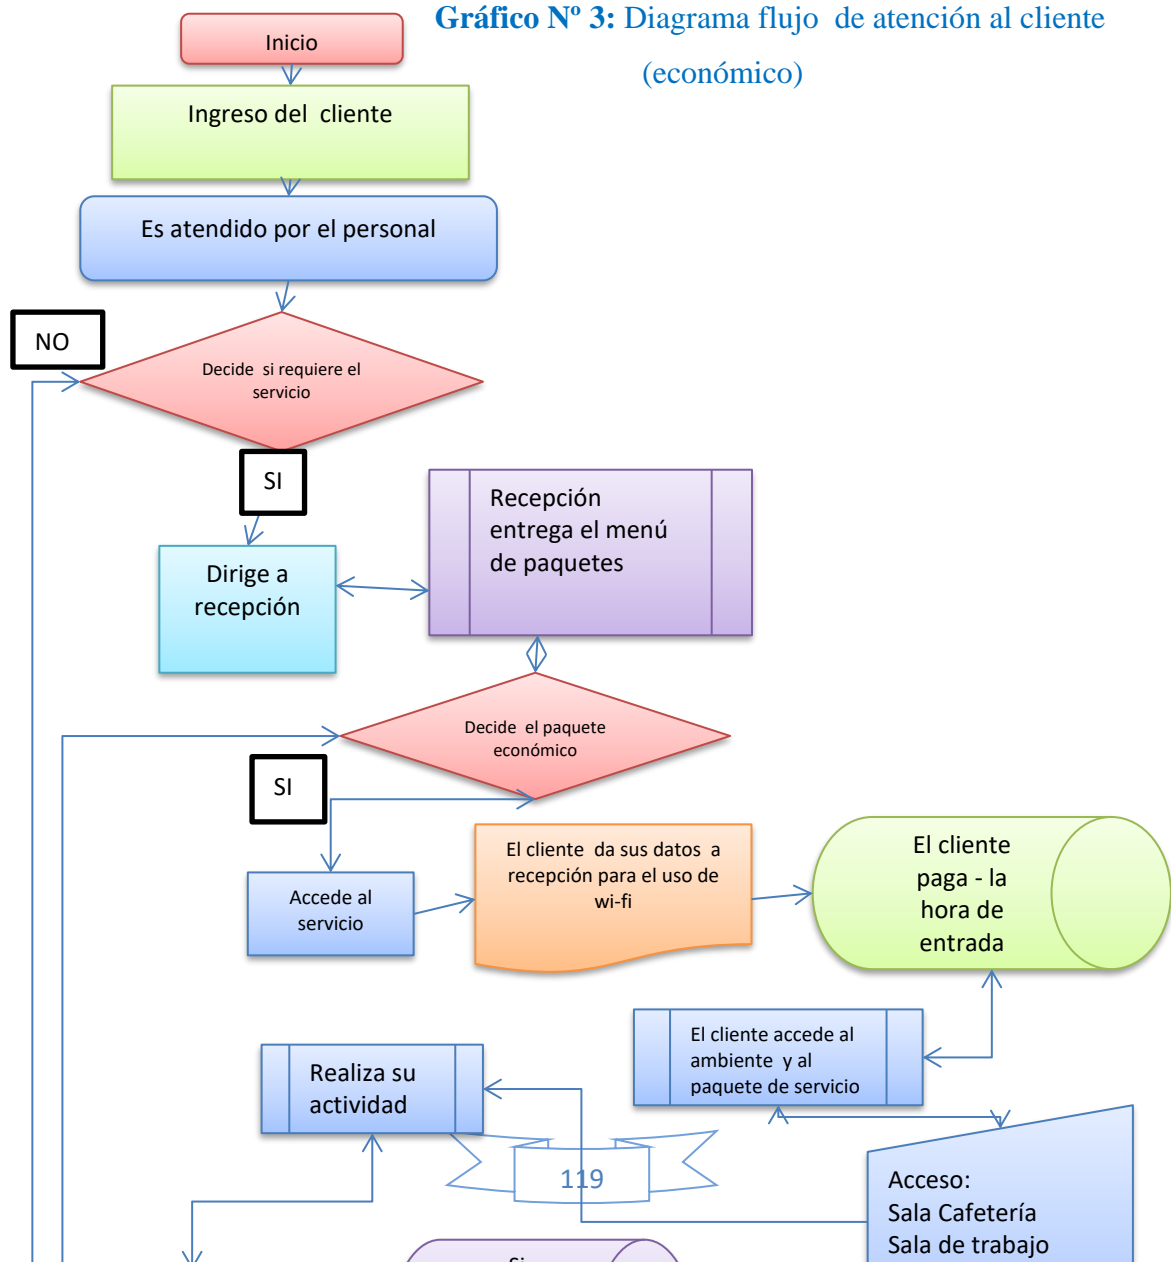 Gráfico Nº 3: Diagrama flujo de atención al cliente
(económico)
Inicio
Ingreso del cliente
Es atendido por el personal
NO
Decide si requiere el
servicio
SI
Recepción
entrega el menú
de paquetes
Dirige a
recepción
Decide el paquete
económico
SI
Accede al
servicio
El cliente da sus datos a
recepción para el uso de
wi-fi
El cliente
paga - la
hora de
entrada
El cliente accede al
ambiente y al
paquete de servicio
Realiza su
actividad
119
Acceso:
Sala Cafetería
Sala de trabajo